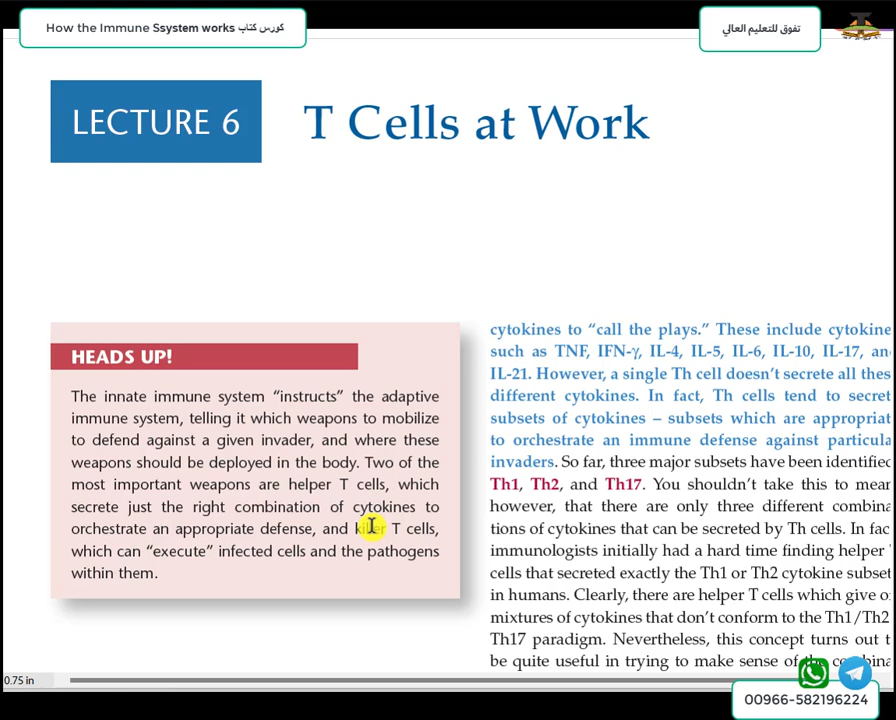 How the Immune Ssystem works كورس كتاب
تفوق للتعليم العالي
LECTURE 6
T Cells at Work
HEADS UP!
The innate immune system “instructs” the adaptive
immune system, telling it which weapons to mobilize
to defend against a given invader, and where these
weapons should be deployed in the body. Two of the
most important weapons are helper T cells, which
secrete just the right combination of cytokines to
orchestrate an appropriate defense, and killer T cells,
which can “execute” infected cells and the pathogens
within them.
cytokines to “call the plays.” These include cytokine
such as TNF, IFN-γ, IL-4, IL-5, IL-6, IL-10, IL-17, an
IL-21. However, a single Th cell doesn’t secrete all thes
different cytokines. In fact, Th cells tend to secret
subsets of cytokines – subsets which are appropriat
to orchestrate an immune defense against particula
invaders. So far, three major subsets have been identified
Th1, Th2, and Th17. You shouldn’t take this to mear
however, that there are only three different combina
tions of cytokines that can be secreted by Th cells. In fac
immunologists initially had a hard time finding helper
cells that secreted exactly the Th1 or Th2 cytokine subset
in humans. Clearly, there are helper T cells which give o
mixtures of cytokines that don’t conform to the Th1/Th2
Th17 paradigm. Nevertheless, this concept turns out t
be quite useful in trying to make sense of the
0.75 in
00966-582196224